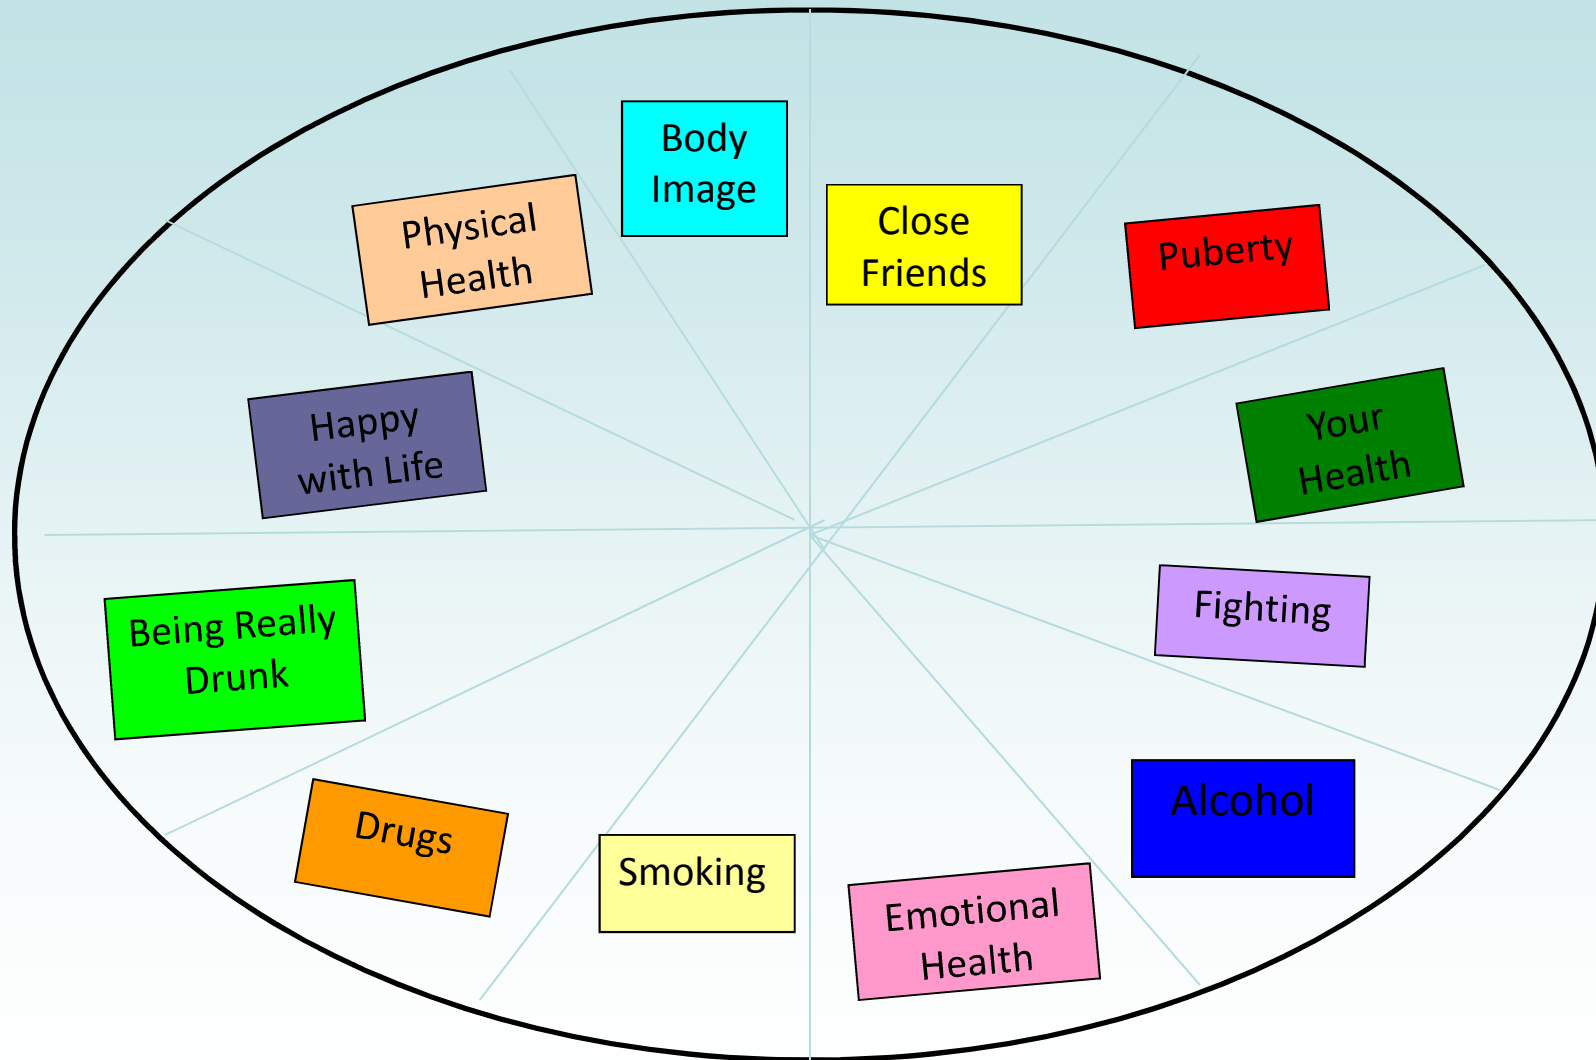 Body
Image
Close
Friends
Physical
Health
Puberty
Happy
with Life
Your
Health
Being Really
Drunk
Fighting
Drugs
Smoking
Alcohol
Emotional
Health